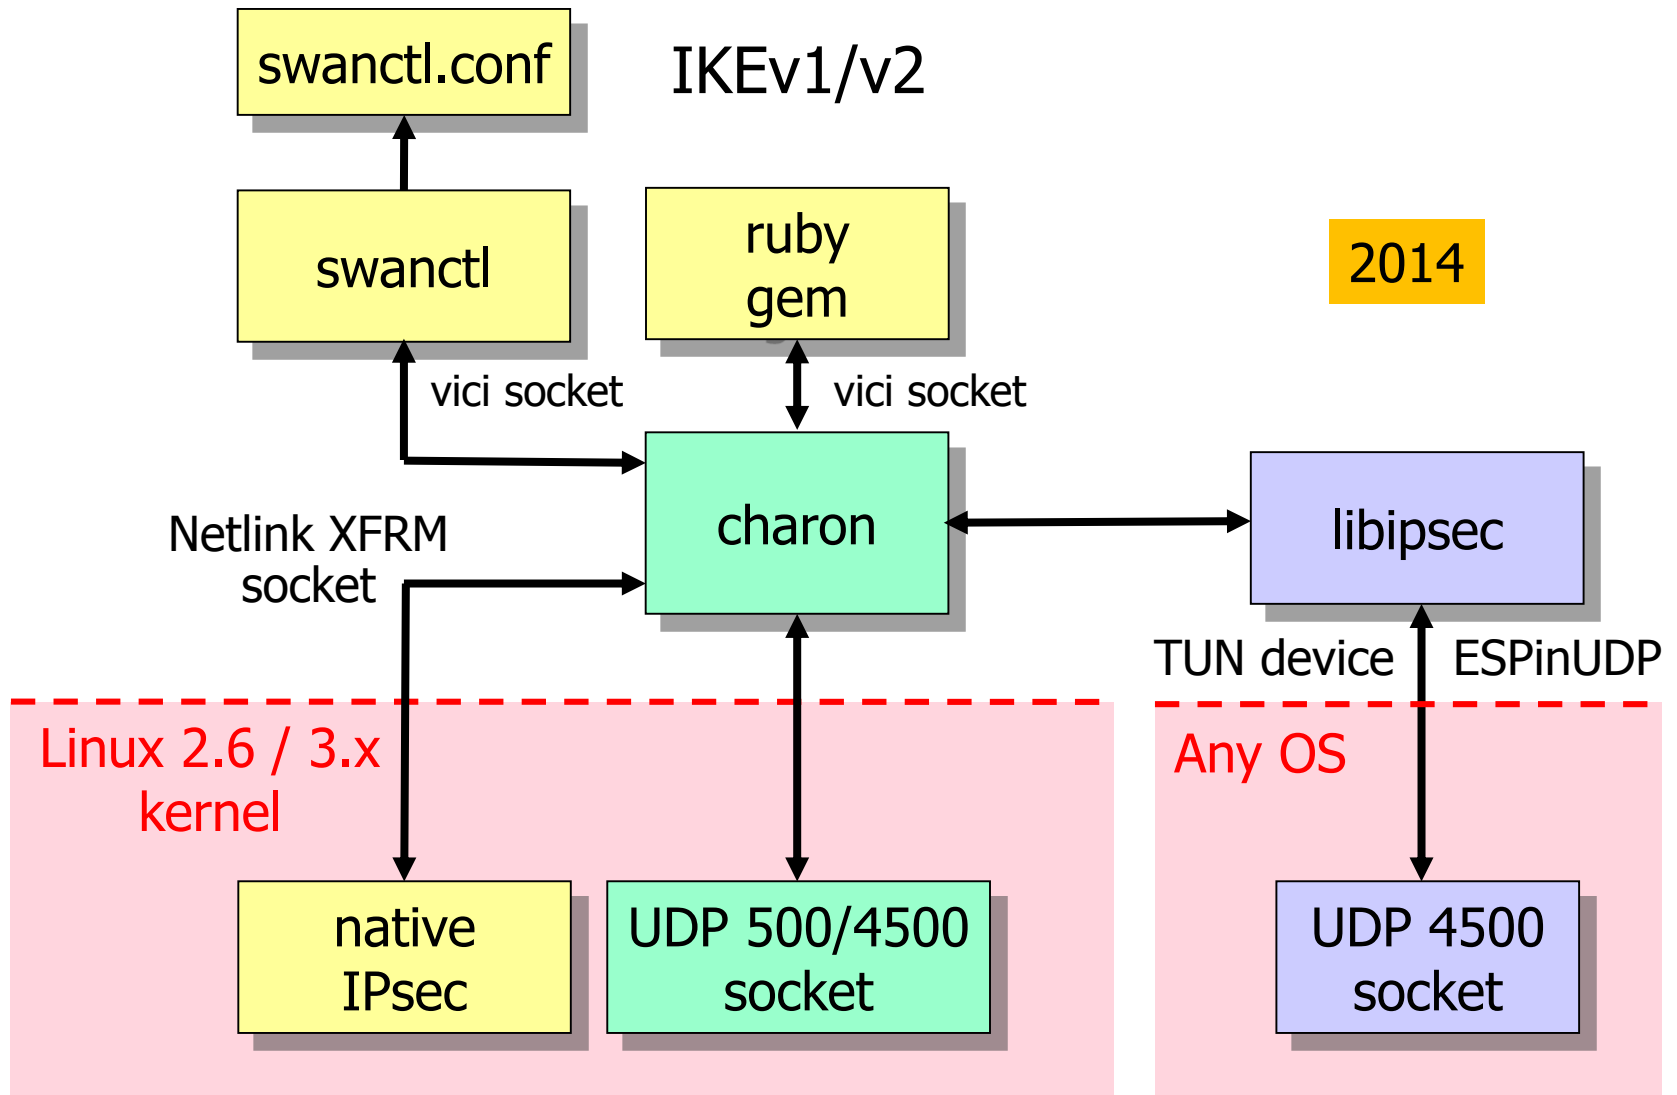 swanctl.conf
IKEv1/v2
swanctl
ruby
gem
2014
vici socket
vici socket
charon
libipsec
Netlink XFRM
socket
TUN device
ESPinUDP
Linux 2.6 / 3.x
kernel
Any OS
native
IPsec
UDP 500/4500
socket
UDP 4500
socket